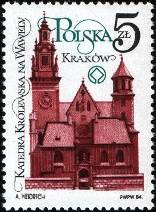 POLSKA 5
KRAKÓW ZŁ
KATEDRA KRÓLEWSKA NA WAWELU
A. HEIDRICH PWPW 84.